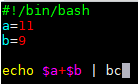 #!/bin/bash
a=11
b=9
echo $a+$b | bc